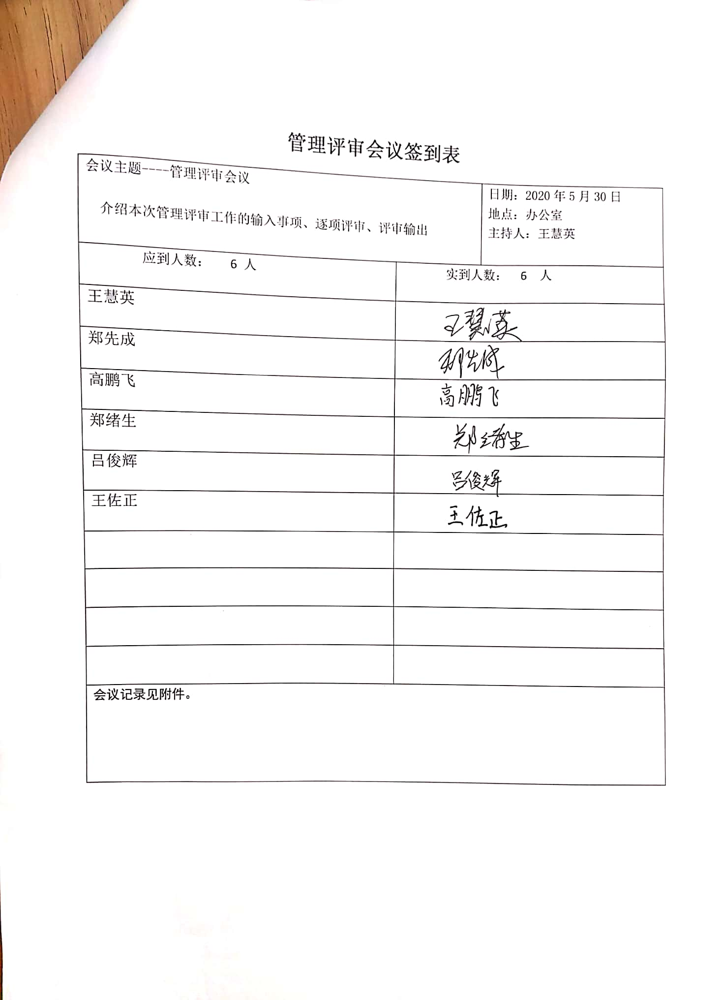 管理评审会议签到表
会议主题----管理评审会议
介绍本次管理评审工作的输入事项、逐项评审、评审输出
日期：2020年5月30日
地点：办公室
主持人：王慧英
应到人数： 6 人
实到人数： 6 人
王慧英
王慧英
郑先成
郑先成
高鹏飞
高鹏飞
郑绪生
郑绪生
吕俊辉
吕俊辉
王佐正
王佐正
会议记录见附件。